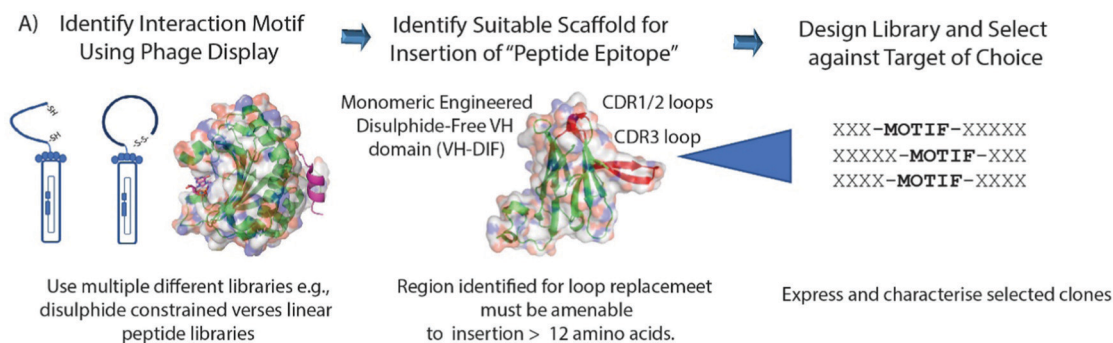 A) Identify Interaction Motif
Using Phage Display
Identify Suitable Scaffold for
Insertion of "Peptide Epitope"
Design Library and Select
against Target of Choice
-SH
-SH
-S-S-
Monomeric Engineered
Disulphide-Free VH
domain (VH-DIF)
CDR1/2 loops
CDR3 loop
XXX-MOTIF-XXXXX
XXXXX-MOTIF-XXX
XXXX-MOTIF-XXXX
Use multiple different libraries e.g.,
disulphide constrained verses linear
peptide libraries
Region identified for loop replacemeet
must be amenable
to insertion > 12 amino acids.
Express and characterise selected clones